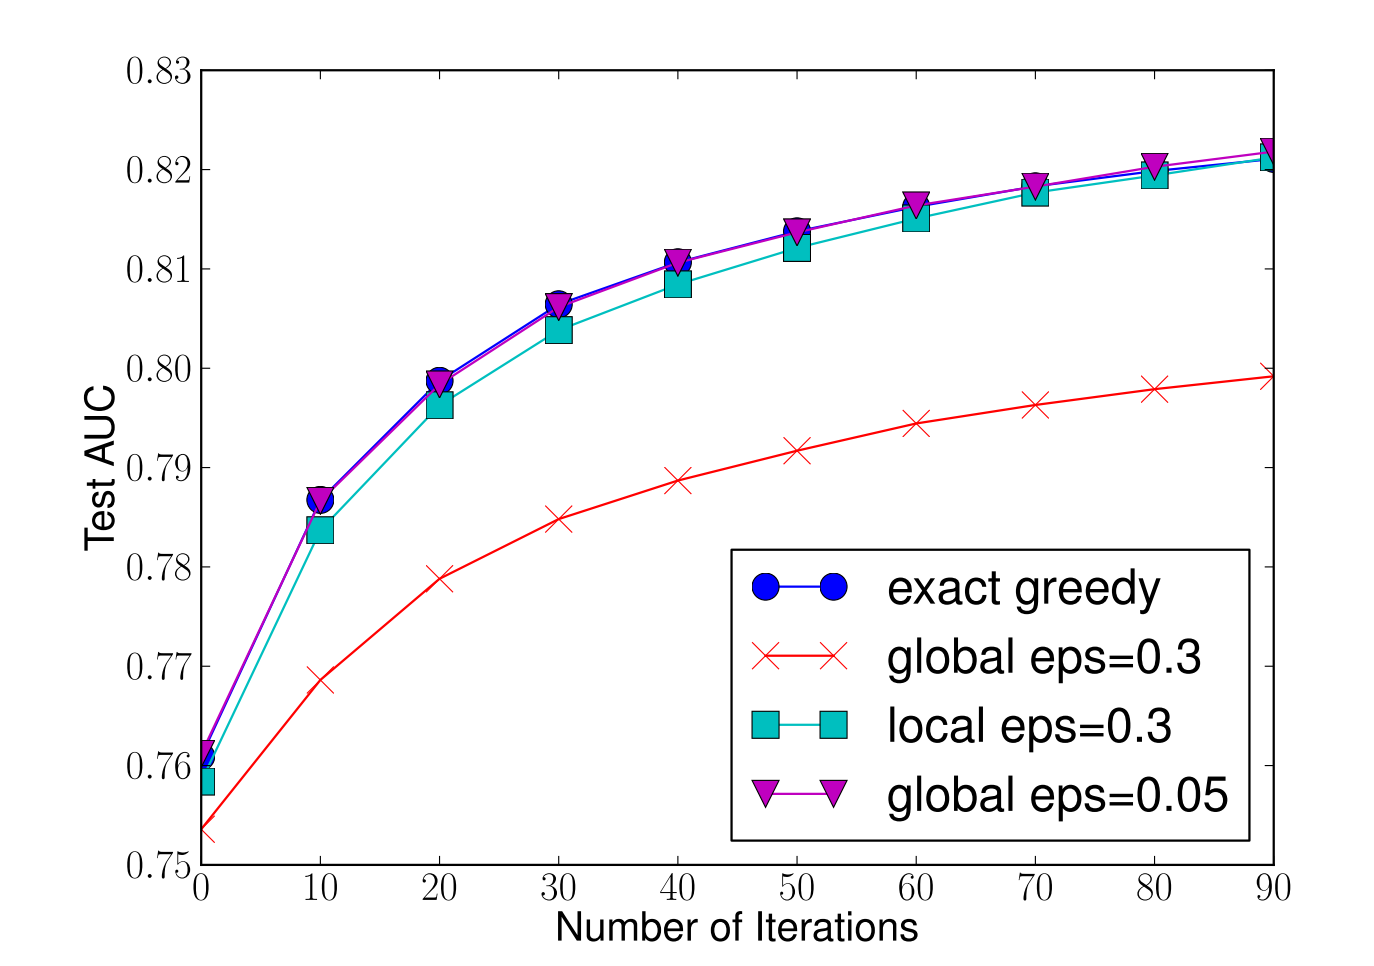 0.83
0.82
0.81
0.80
0.79
0.78
0.77
0.76
0.75
Test AUC
exact greedy
global eps=0.3
local eps=0.3
global eps=0.05
0 10 20 30 40 50 60 70 80 90
Number of Iterations